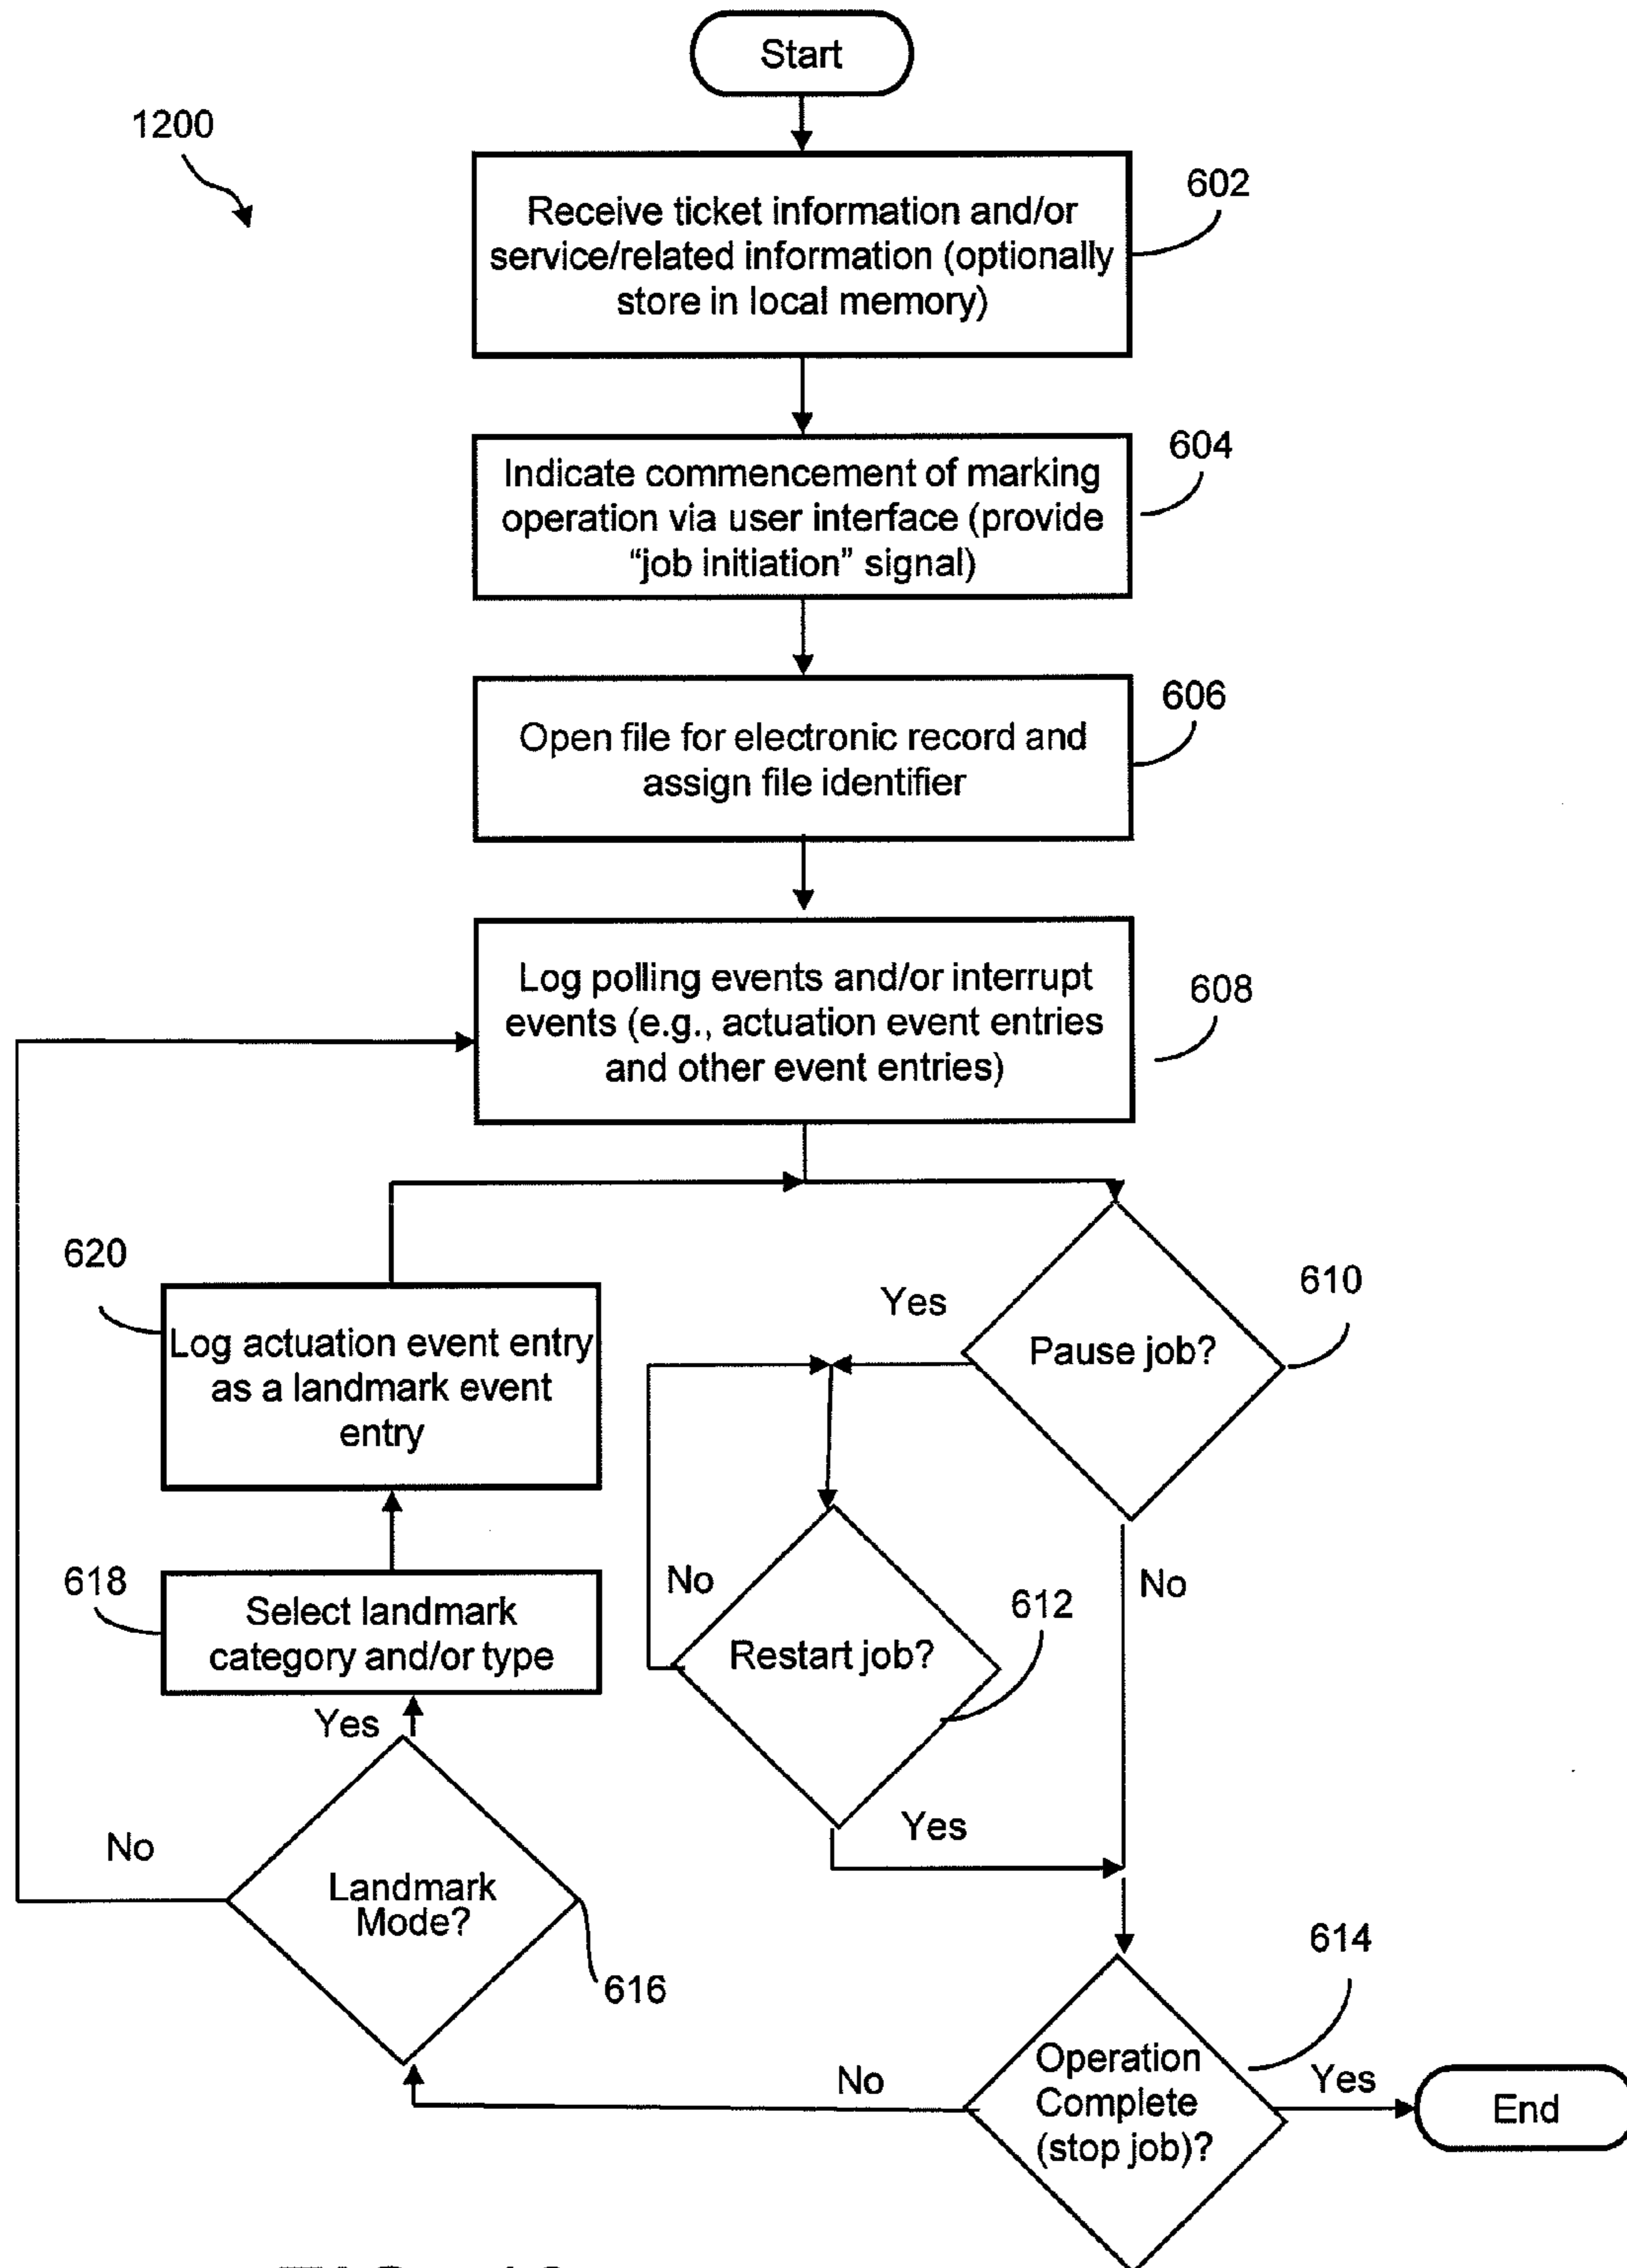 Start
1200
602
Receive ticket information and/or
service/related information (optionally
store in local memory)
604
Indicate commencement of marking
operation via user interface (provide
“job initiation” signal)
606
Open file for electronic record and
assign file identifier
608
Log polling events and/or interrupt
events (e.g., actuation event entries
and other event entries)
620
Log actuation event entry
as a landmark event
entry
610
Yes
Pause job?
No
618
Select landmark
category and/or type
No
612
Restart job?
Yes
Yes
No
Landmark
Mode?
616
614
Operation
Complete
(stop job)?
No
Yes
End